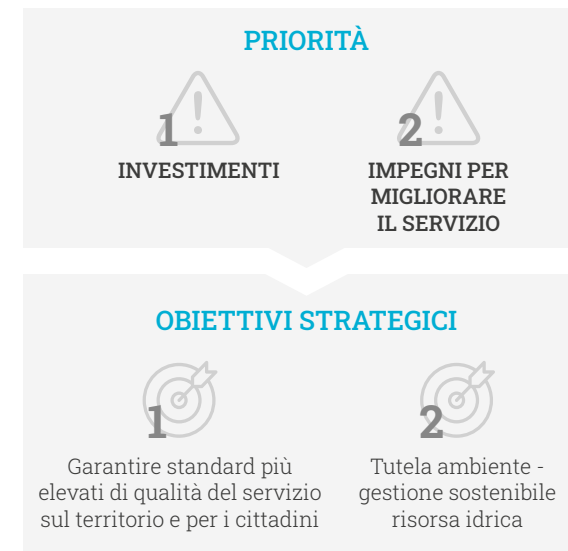 PRIORITÀ
1
INVESTIMENTI
2
IMPEGNI PER
MIGLIORARE
IL SERVIZIO
OBIETTIVI STRATEGICI
1
Garantire standard più
elevati di qualità del servizio
sul territorio e per i cittadini
2
Tutela ambiente -
gestione sostenibile
risorsa idrica